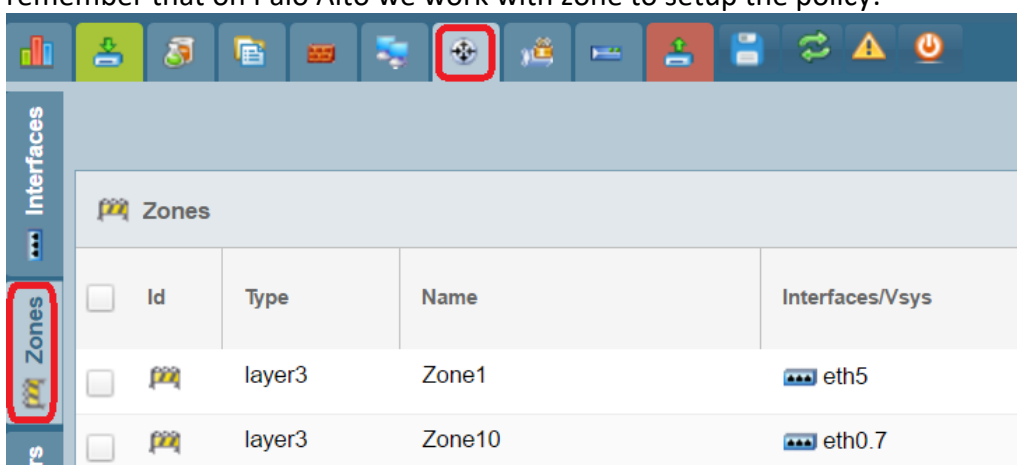 remember that on Palo Alto we work with zone to setup the policy.
Interfaces
Zones
Zones
Id Type Name Interfaces/Vsys
layer3 Zone1 eth5
layer3 Zone10 eth0.7
rs